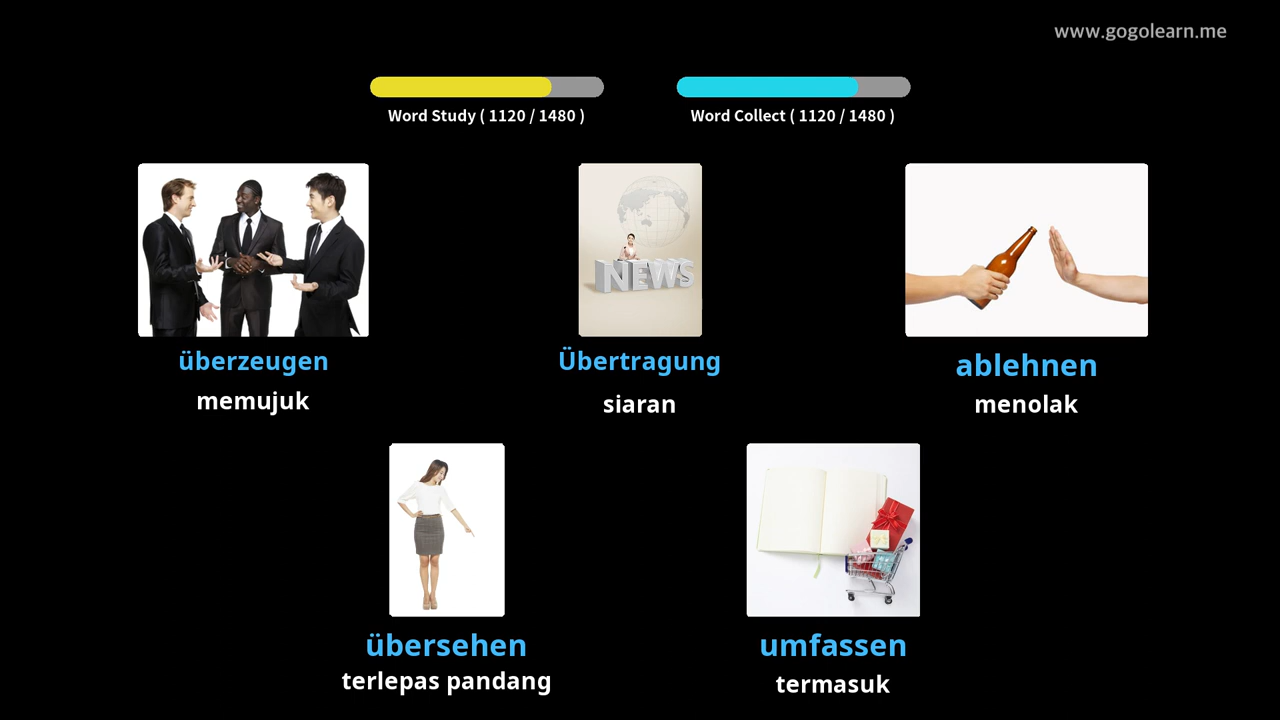 www.gogolearn.me
Word Study ( 1120 / 1480 )
Word Collect ( 1120 / 1480 )
NEWS
überzeugen
memujuk
Übertragung
siaran
ablehnen
menolak
übersehen
terlepas pandang
umfassen
termasuk